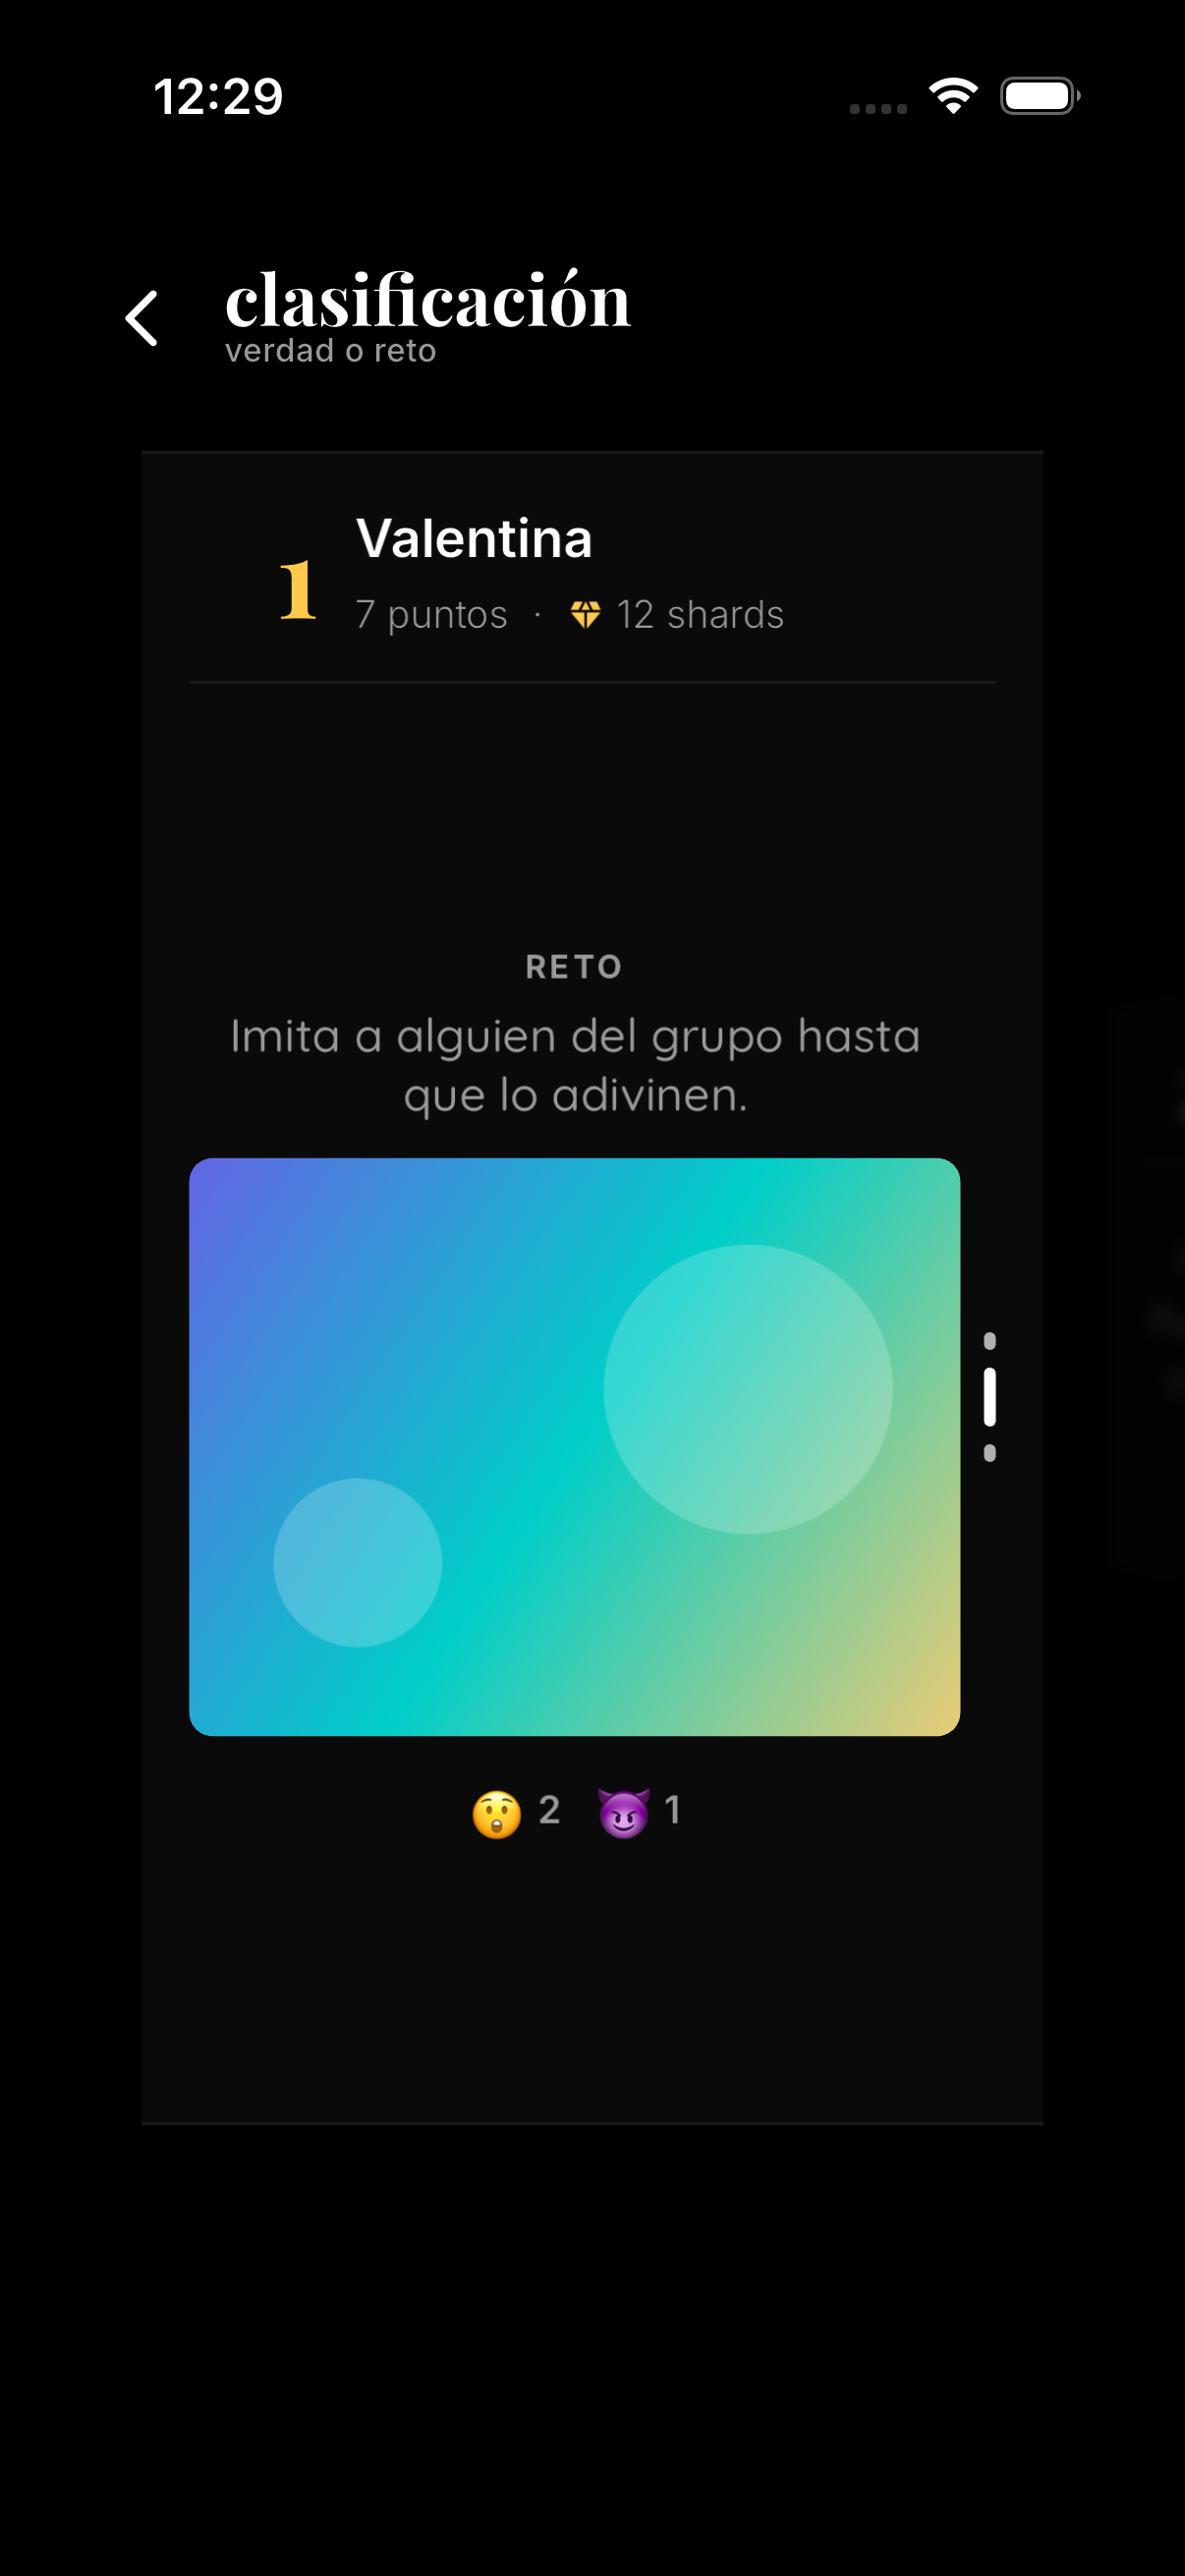 12:29
clasificación
verdad o reto
1
Valentina
7 puntos · 12 shards
RETO
Imita a alguien del grupo hasta
que lo adivinen.
😲 2 😈 1